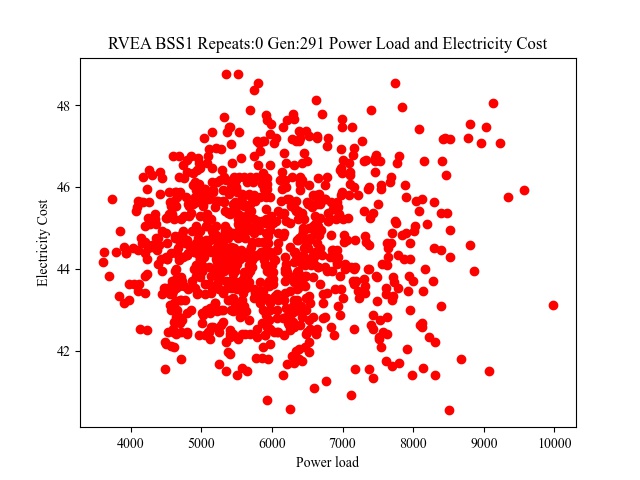 RVEA BSS1 Repeats:0 Gen:291 Power Load and Electricity Cost
48
46
44
42
Electricity Cost
4000 5000 6000 7000 8000 9000 10000
Power load